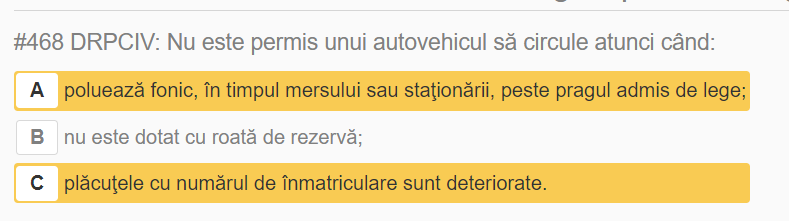 #468 DRPCIV: Nu este permis unui autovehicul să circule atunci când:
A poluează fonic, în timpul mersului sau staţionării, peste pragul admis de lege;
B nu este dotat cu roată de rezervă;
C plăcuţele cu numărul de înmatriculare sunt deteriorate.